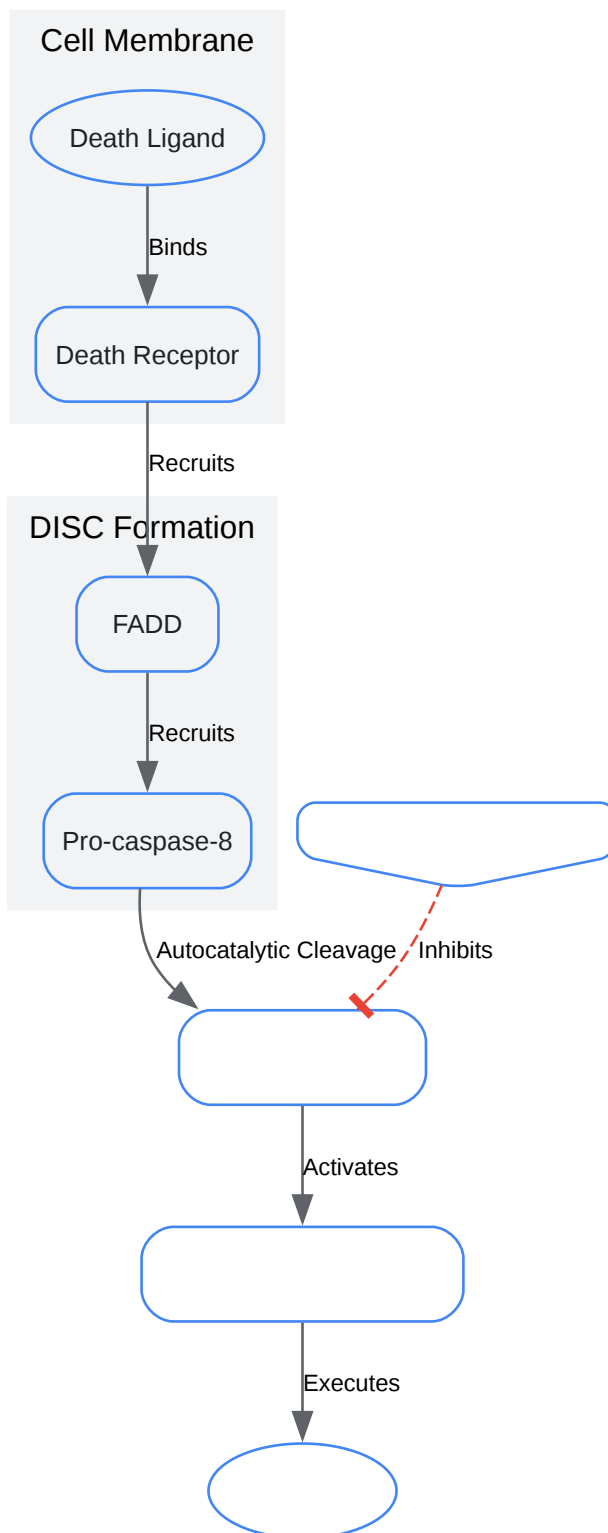 Cell Membrane
Death Ligand
Binds
Death Receptor
Recruits
DISC Formation
FADD
Recruits
Pro-caspase-8
Autocatalytic Cleavage
Inhibits
Activates
Executes